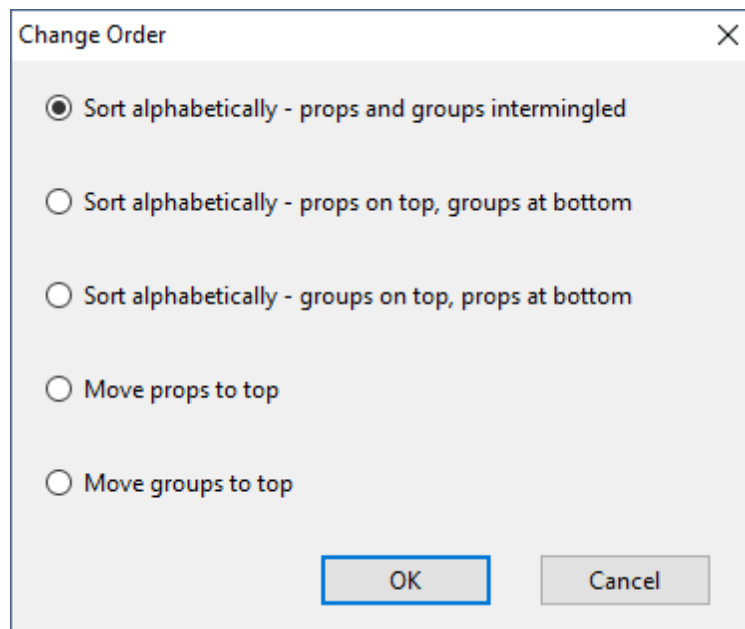 Change Order
Sort alphabetically - props and groups intermingled
Sort alphabetically - props on top, groups at bottom
Sort alphabetically - groups on top, props at bottom
Move props to top
Move groups to top
OK
Cancel